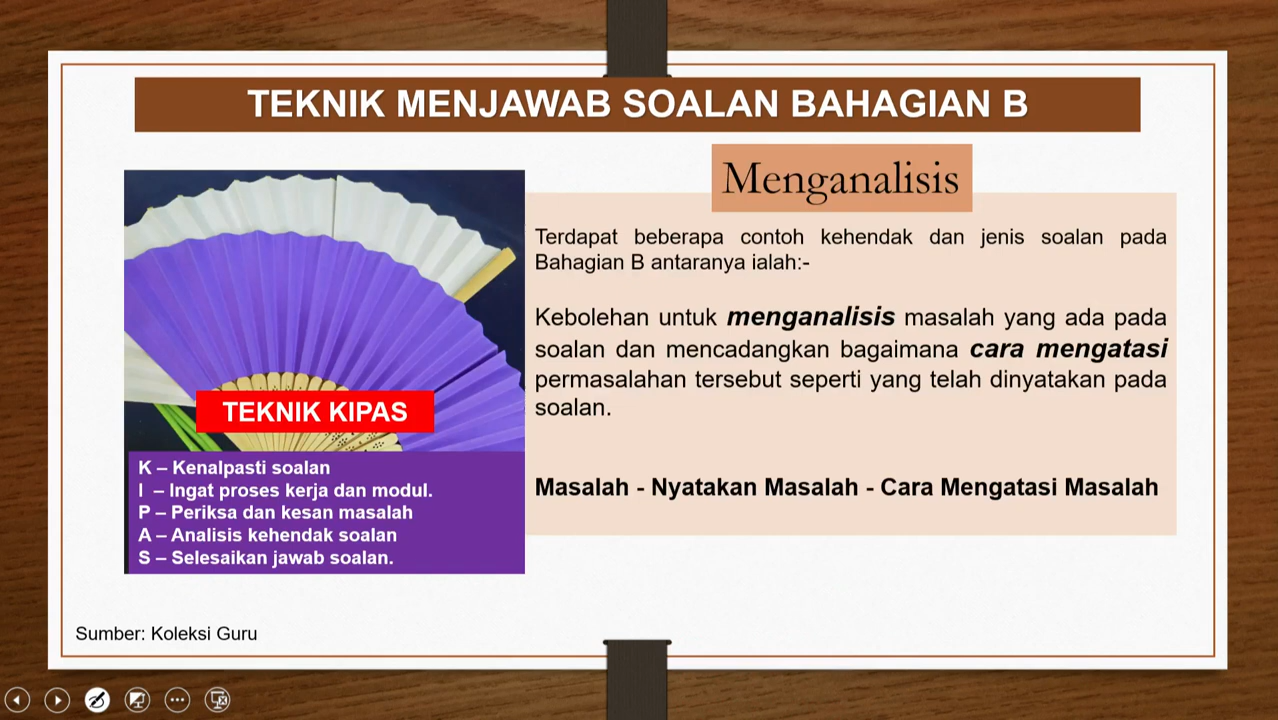 TEKNIK MENJAWAB SOALAN BAHAGIAN B
Menganalisis
Terdapat beberapa contoh kehendak dan jenis soalan pada
Bahagian B antaranya ialah:-
Kebolehan untuk menganalisis masalah yang ada pada
soalan dan mencadangkan bagaimana cara mengatasi
permasalahan tersebut seperti yang telah dinyatakan pada
soalan.
Masalah - Nyatakan Masalah - Cara Mengatasi Masalah
TEKNIK KIPAS
K – Kenalpasti soalan
I – Ingat proses kerja dan modul.
P – Periksa dan kesan masalah
A – Analisis kehendak soalan
S – Selesaikan jawab soalan.
Sumber: Koleksi Guru